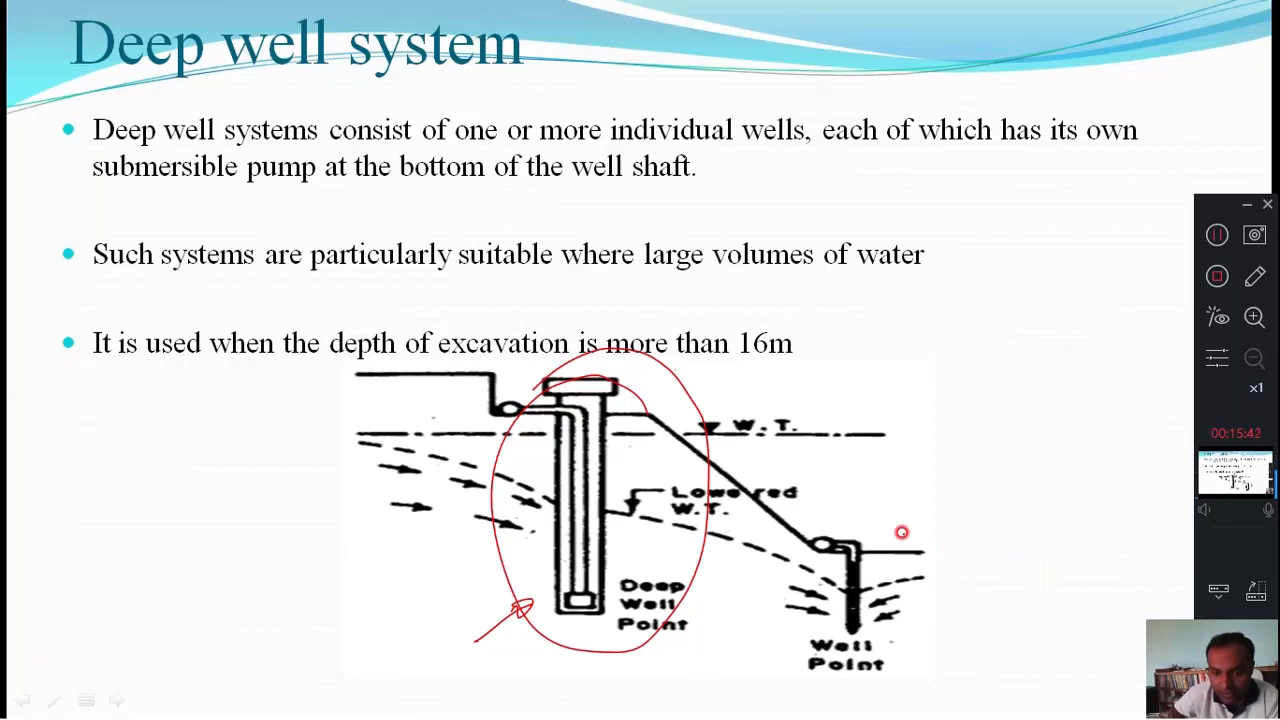 Deep well system
Deep well systems consist of one or more individual wells, each of which has its own
submersible pump at the bottom of the well shaft.
Such systems are particularly suitable where large volumes of water
It is used when the depth of excavation is more than 16m
W. T.
Lowered
W.T.
Deep
Well
Point
Well
Point
x1
00:15:42